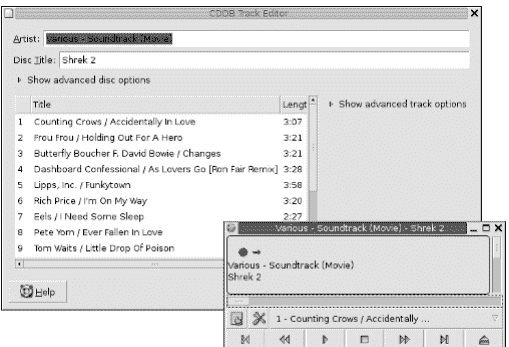 CDDB Track Editor
Artist: Various - Soundtrack (Movie)
Disc Title: Shrek 2
Show advanced disc options
Title Lengt
Show advanced track options
1 Counting Crows / Accidentally In Love 3:07
2 Frou Frou / Holding Out For A Hero 3:21
3 Butterfly Boucher F. David Bowie / Changes 3:21
4 Dashboard Confessional / As Lovers Go [Ron Fair Remix] 3:28
5 Lipps, Inc. / Funkytown 3:58
6 Rich Price / I'm On My Way 3:20
7 Eels / I Need Some Sleep 2:27
8 Pete Yorn / Ever Fallen In Love
9 Tom Waits / Little Drop Of Poison
Help
Various - Soundtrack (Movie) - Shrek 2
Various - Soundtrack (Movie)
Shrek 2
1 - Counting Crows / Accidentally ...